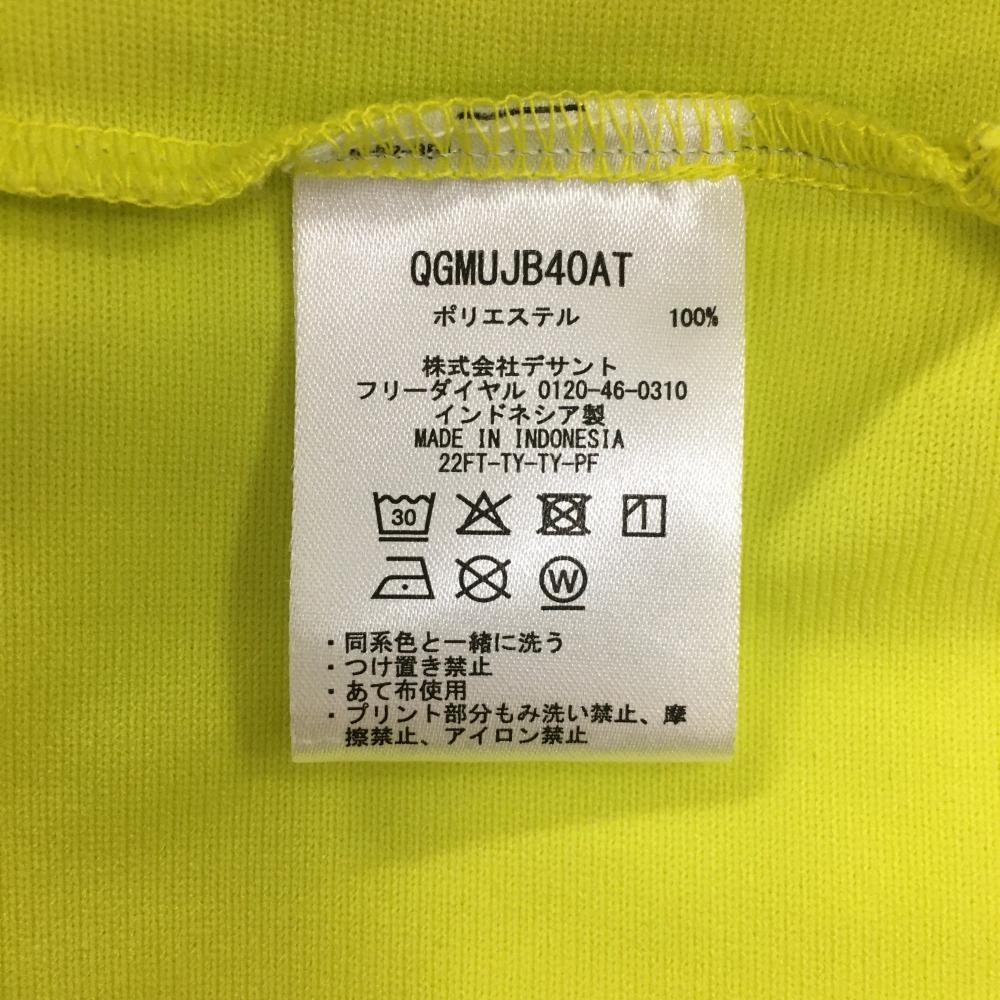 QGMUJB40AT
ポリエステル 100%
株式会社デサント
フリーダイヤル 0120-46-0310
インドネシア製
MADE IN INDONESIA
22FT-TY-TY-PF
30
W
・同系色と一緒に洗う
・つけ置き禁止
・あて布使用
・プリント部分もみ洗い禁止、摩
擦禁止、アイロン禁止